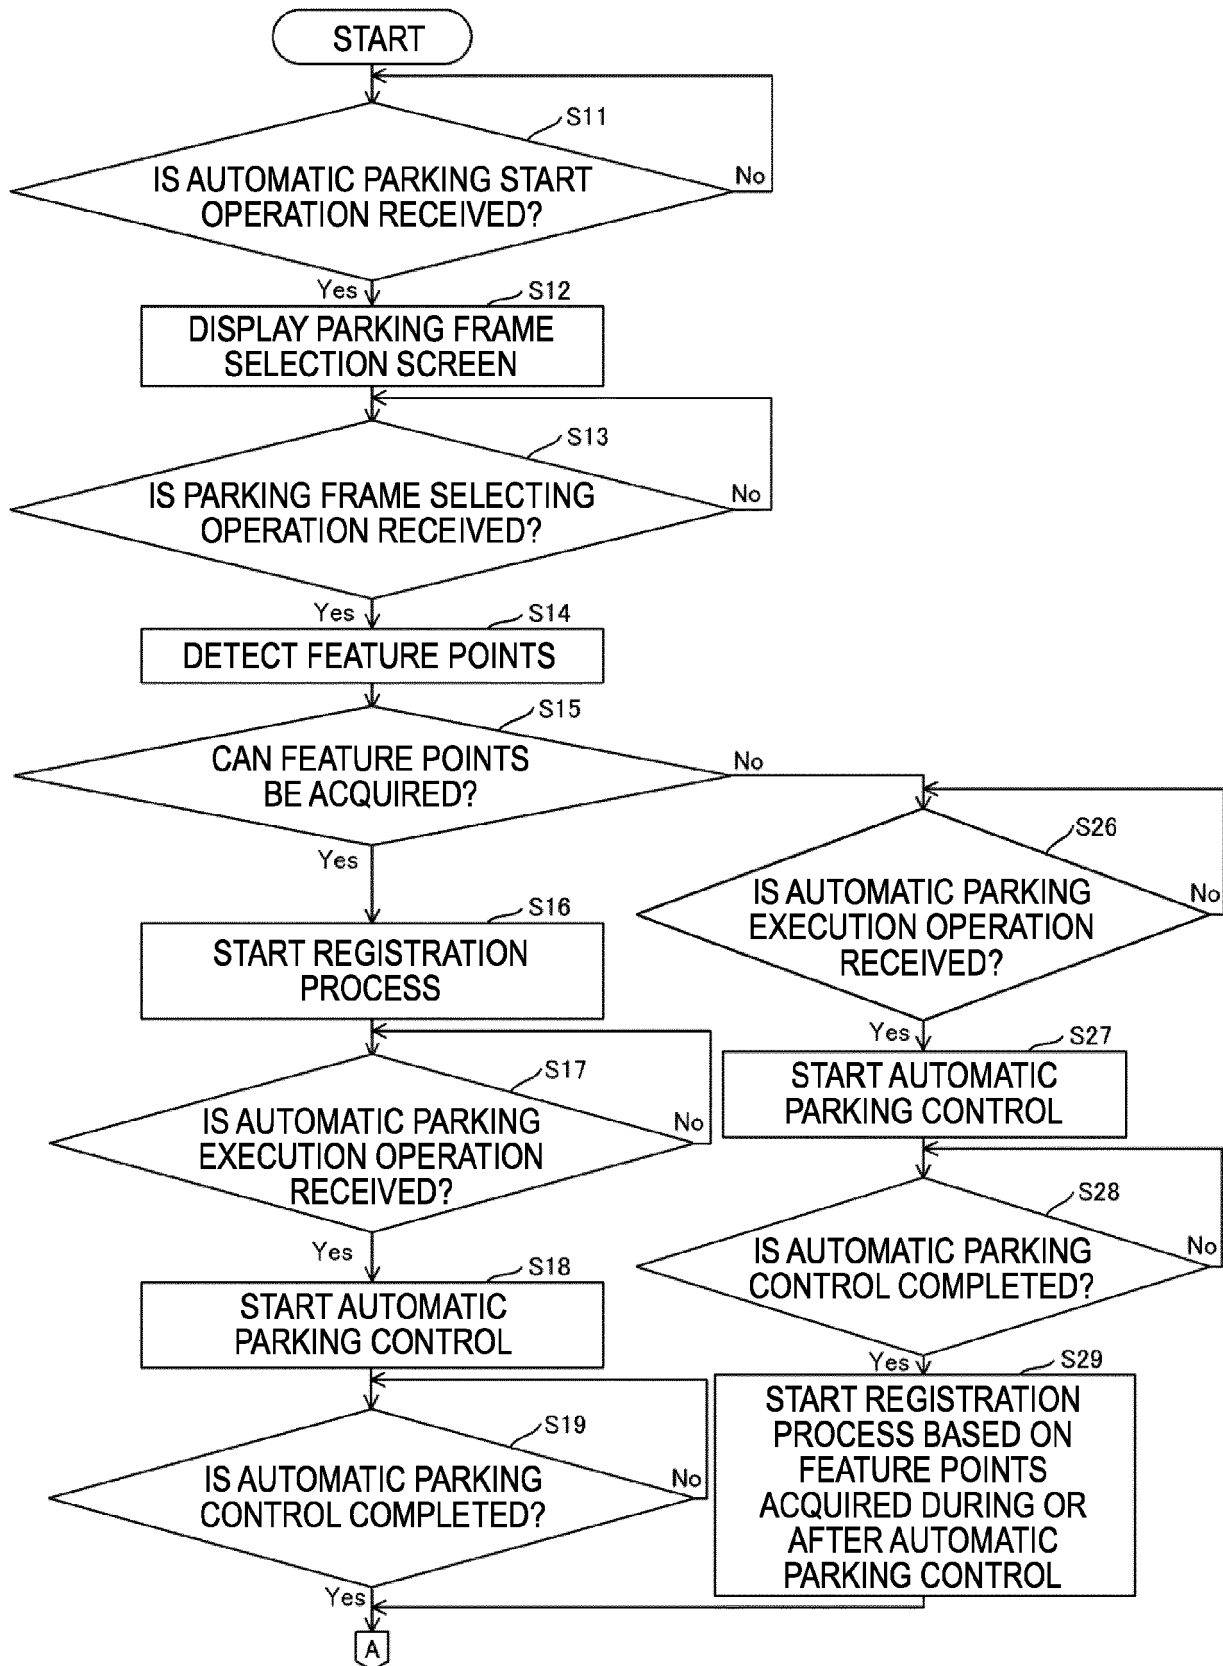 START
S11
IS AUTOMATIC PARKING START
OPERATION RECEIVED?
No
Yes
S12
DISPLAY PARKING FRAME
SELECTION SCREEN
S13
IS PARKING FRAME SELECTING
OPERATION RECEIVED?
No
Yes
S14
DETECT FEATURE POINTS
S15
CAN FEATURE POINTS
BE ACQUIRED?
No
Yes
S16
START REGISTRATION
PROCESS
S17
IS AUTOMATIC PARKING
EXECUTION OPERATION
RECEIVED?
No
Yes
S18
START AUTOMATIC
PARKING CONTROL
S19
IS AUTOMATIC PARKING
CONTROL COMPLETED?
No
Yes
S26
IS AUTOMATIC PARKING
EXECUTION OPERATION
RECEIVED?
No
Yes
S27
START AUTOMATIC
PARKING CONTROL
S28
IS AUTOMATIC PARKING
CONTROL COMPLETED?
No
Yes
S29
START REGISTRATION
PROCESS BASED ON
FEATURE POINTS
ACQUIRED DURING OR
AFTER AUTOMATIC
PARKING CONTROL
A